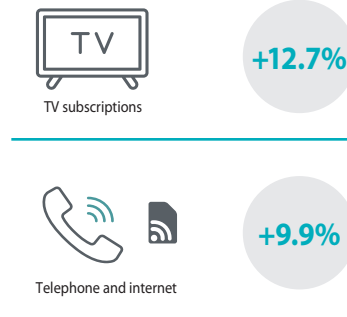 TV
+12.7%
TV subscriptions
+9.9%
Telephone and internet